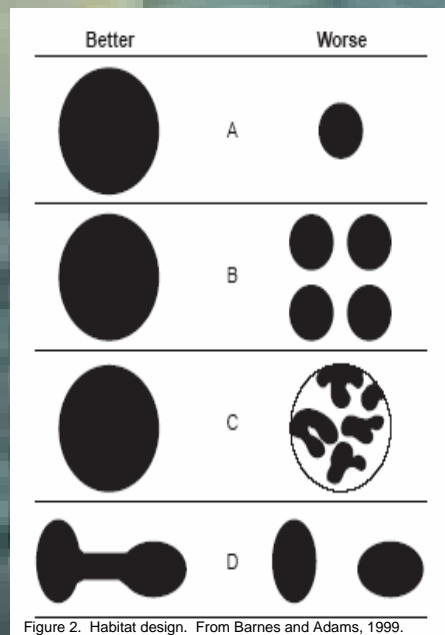 Better Worse
A
B
C
D
Figure 2. Habitat design. From Barnes and Adams, 1999.